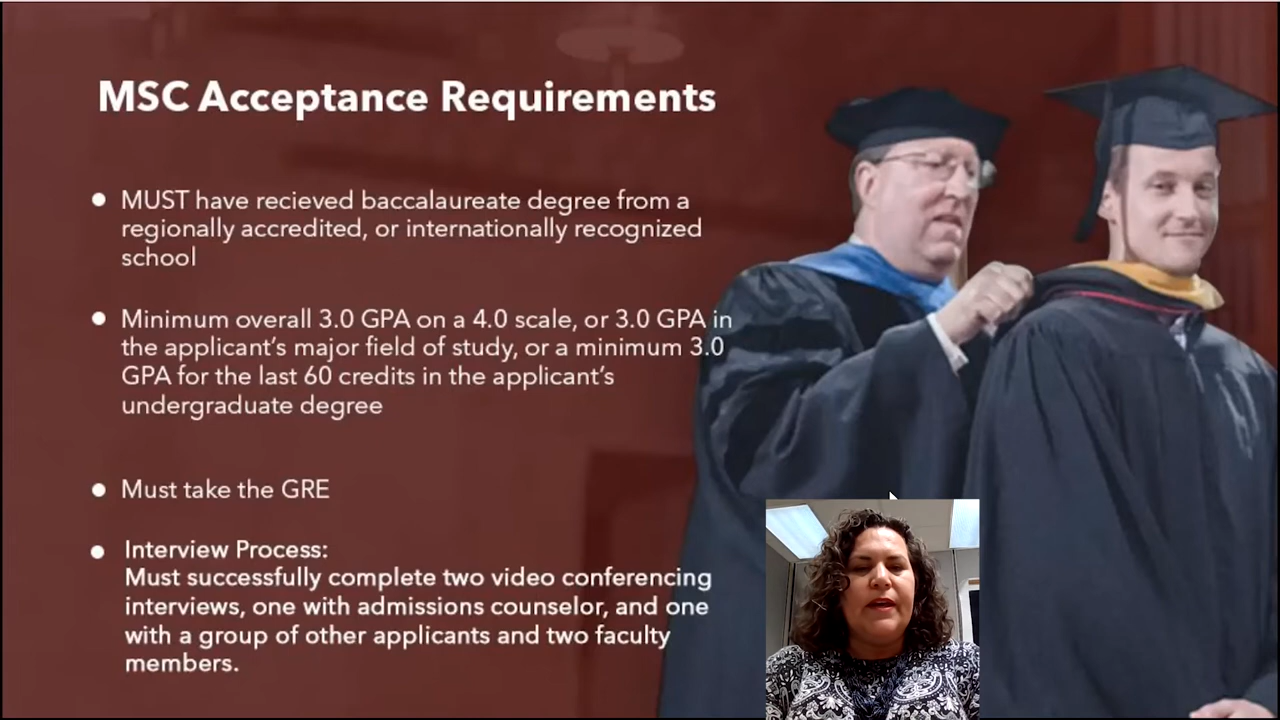 MSC Acceptance Requirements
MUST have recieved baccalaureate degree from a
regionally accredited, or internationally recognized
school
Minimum overall 3.0 GPA on a 4.0 scale, or 3.0 GPA in
the applicant's major field of study, or a minimum 3.0
GPA for the last 60 credits in the applicant's
undergraduate degree
Must take the GRE
Interview Process:
Must successfully complete two video conferencing
interviews, one with admissions counselor, and one
with a group of other applicants and two faculty
members.